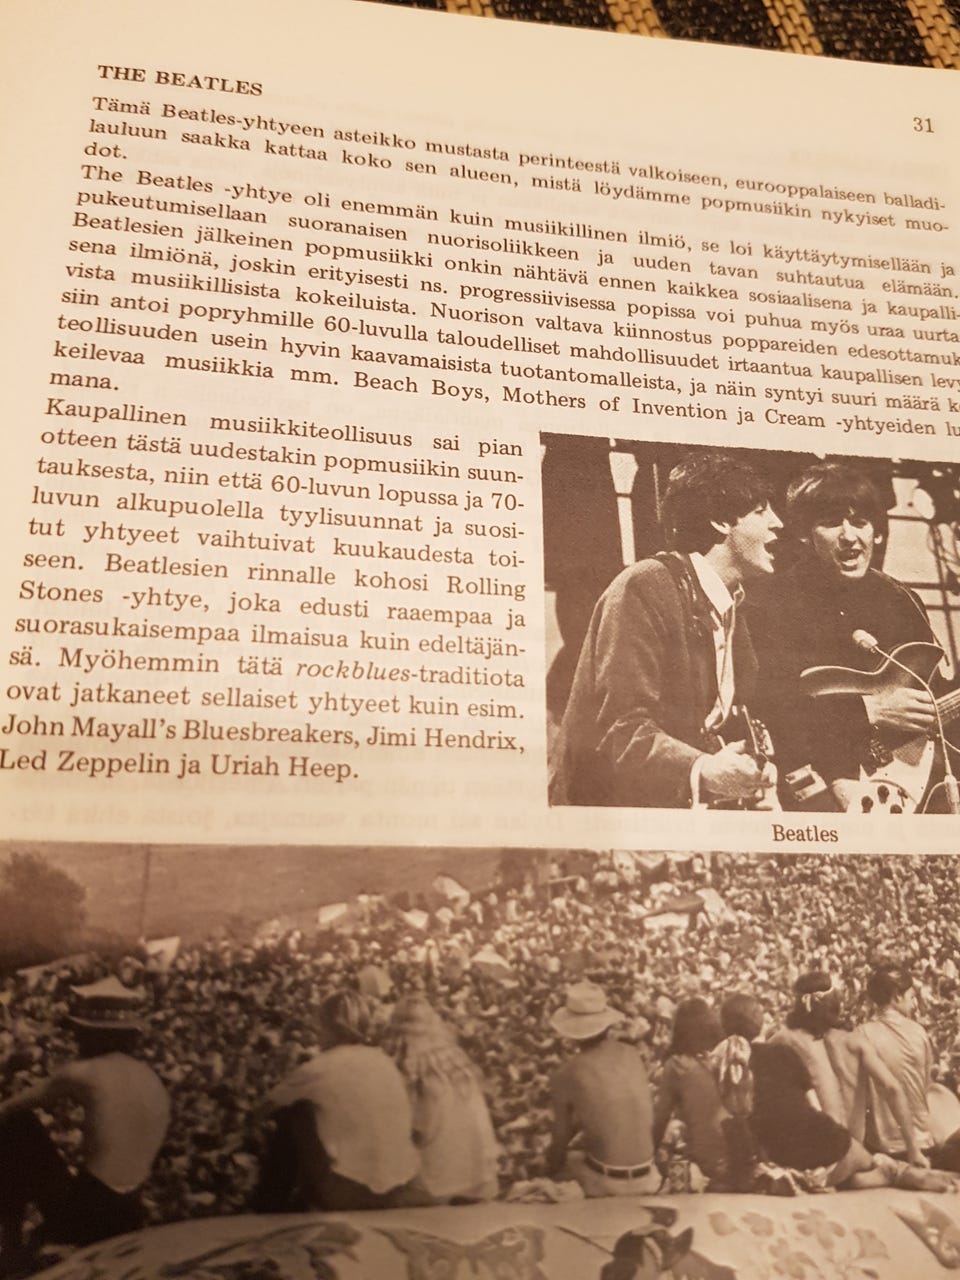 THE BEATLES
31
Tämä Beatles-yhtyeen asteikko mustasta perinteestä valkoiseen, eurooppalaiseen balladi-
lauluun saakka kattaa koko sen alueen, mistä löydämme popmusiikin nykyiset muo-
dot.
The Beatles -yhtye oli enemmän kuin musiikillinen ilmiö, se loi käyttäytymisellään ja
pukeutumisellaan suoranaisen nuorisoliikkeen ja uuden tavan suhtautua elämään.
Beatlesien jälkeinen popmusiikki onkin nähtävä ennen kaikkea sosiaalisena ja kaupalli-
sena ilmiönä, joskin erityisesti ns. progressiivisessa popissa voi puhua myös uraa uurta
vista musiikillisista kokeiluista. Nuorison valtava kiinnostus poppareiden edesottamuk
siin antoi popryhmille 60-luvulla taloudelliset mahdollisuudet irtaantua kaupallisen levy
teollisuuden usein hyvin kaavamaisista tuotantomalleista, ja näin syntyi suuri määrä k
keilevaa musiikkia mm. Beach Boys, Mothers of Invention ja Cream -yhtyeiden lu
mana.
Kaupallinen musiikkiteollisuus sai pian
otteen tästä uudestakin popmusiikin suun-
tauksesta, niin että 60-luvun lopussa ja 70-
luvun alkupuolella tyylisuunnat ja suosi-
tut yhtyeet vaihtuivat kuukaudesta toi-
seen. Beatlesien rinnalle kohosi Rolling
Stones -yhtye, joka edusti raaempaa ja
suorasukaisempaa ilmaisua kuin edeltäjän-
sä. Myöhemmin tätä rockblues-traditiota
ovat jatkaneet sellaiset yhtyeet kuin esim.
John Mayall's Bluesbreakers, Jimi Hendrix,
Led Zeppelin ja Uriah Heep.
Beatles